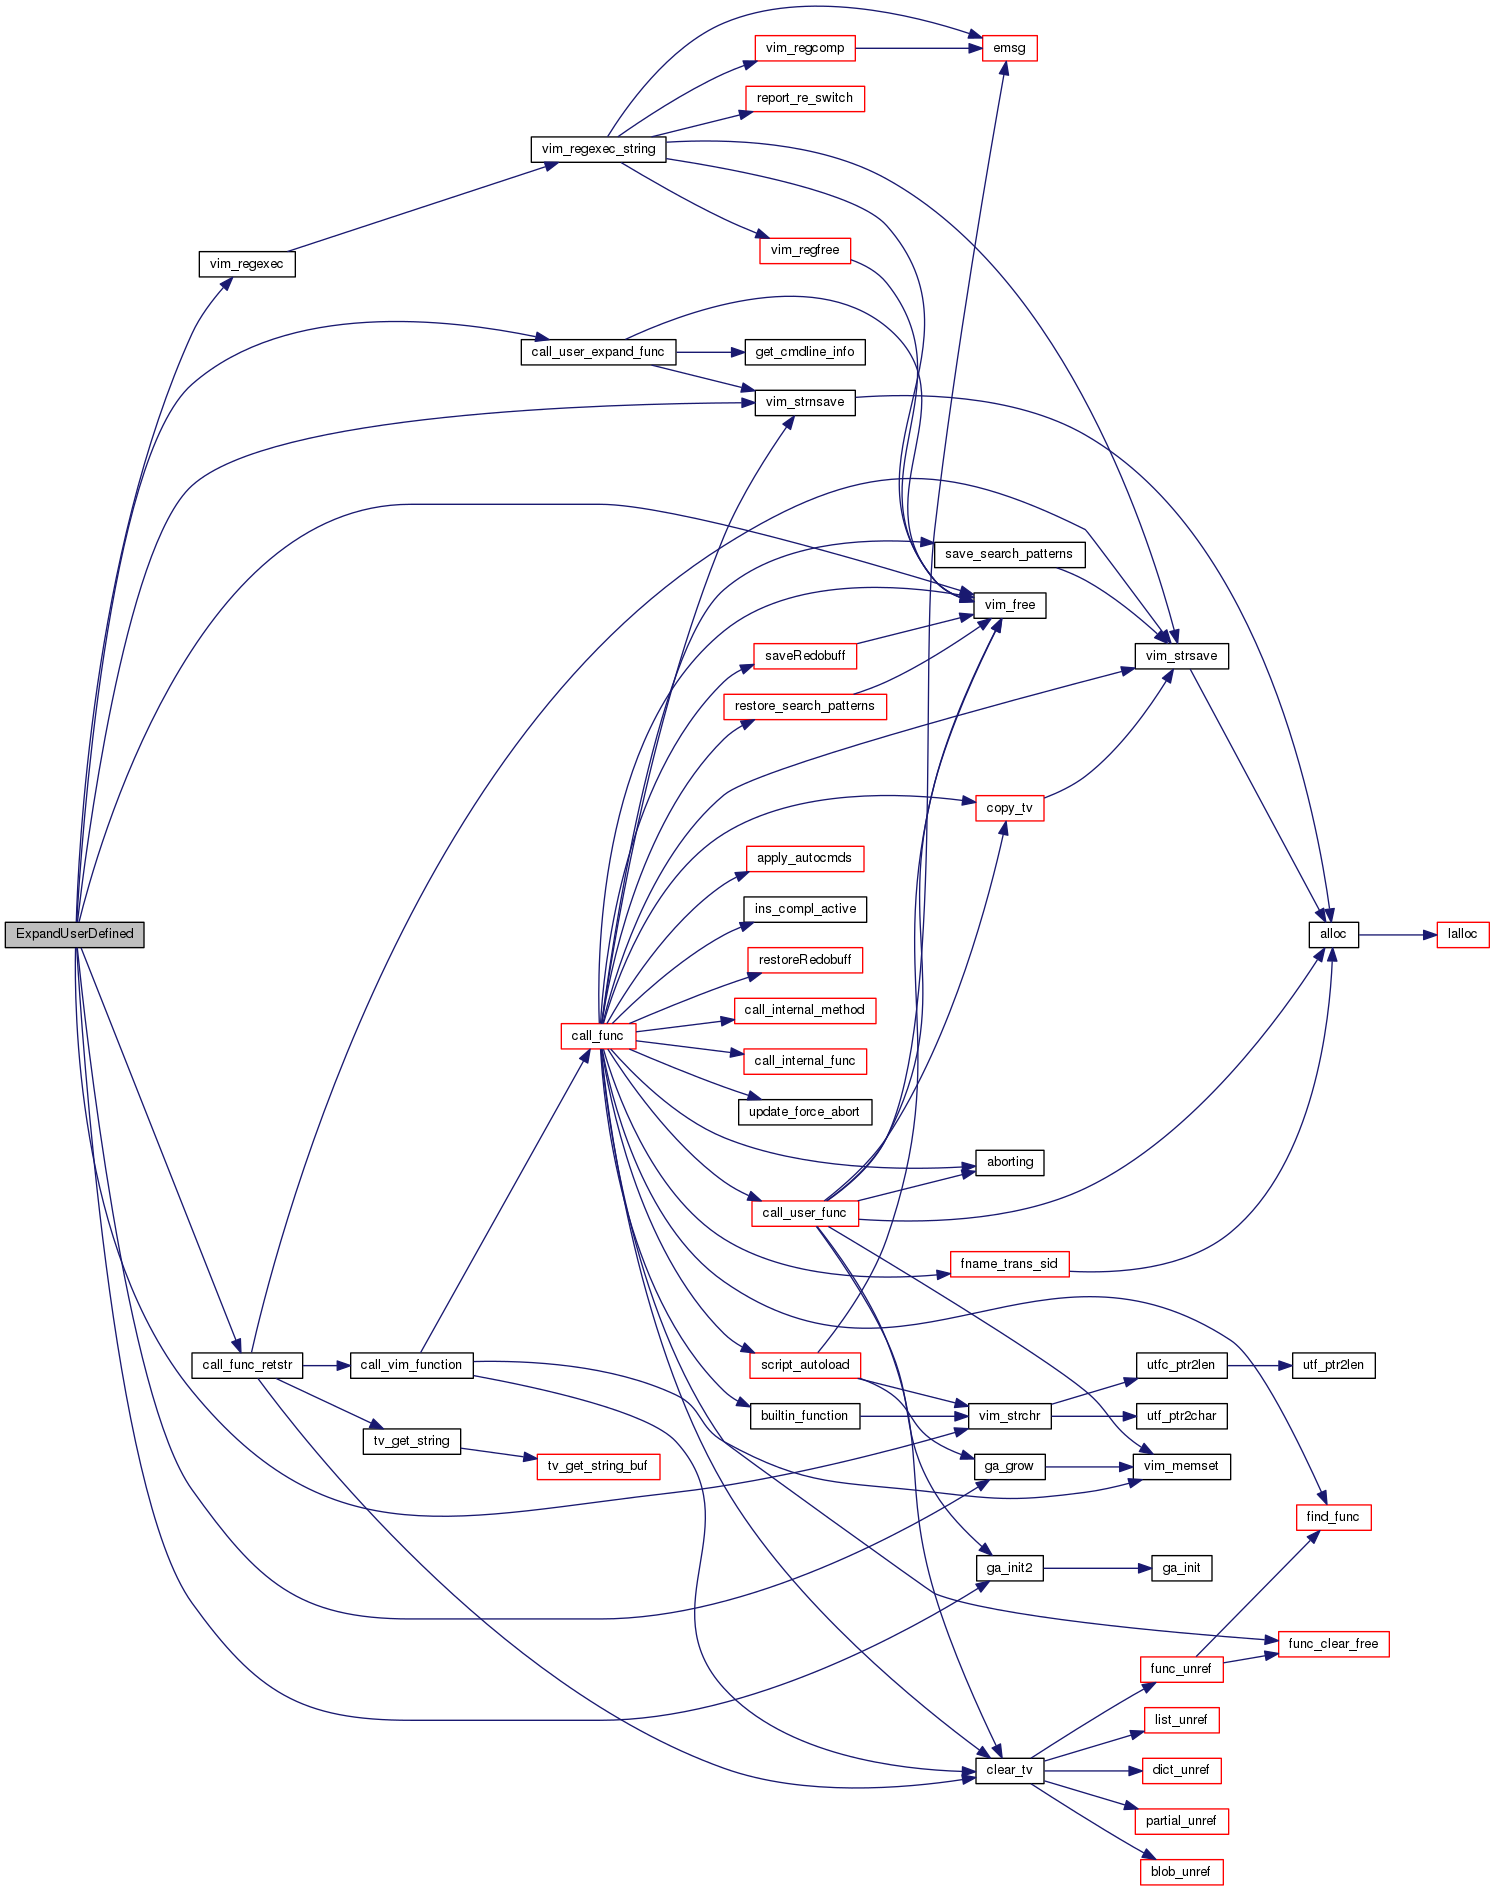 emsg
vim_regcomp
report_re_switch
vim_regexec_string
vim_regfree
vim_regexec
call_user_expand_func
get_cmdline_info
vim_strnsave
save_search_patterns
vim_free
saveRedobuff
vim_strsave
restore_search_patterns
copy_tv
apply_autocmds
ins_compl_active
ExpandUserDefined
alloc
lalloc
restoreRedobuff
call_internal_method
call_func
call_internal_func
update_force_abort
aborting
call_user_func
fname_trans_sid
call_func_retstr
call_vim_function
script_autoload
utfc_ptr2len
utf_ptr2len
builtin_function
vim_strchr
utf_ptr2char
tv_get_string
tv_get_string_buf
ga_grow
vim_memset
find_func
ga_init2
ga_init
func_clear_free
func_unref
list_unref
clear_tv
dict_unref
partial_unref
blob_unref